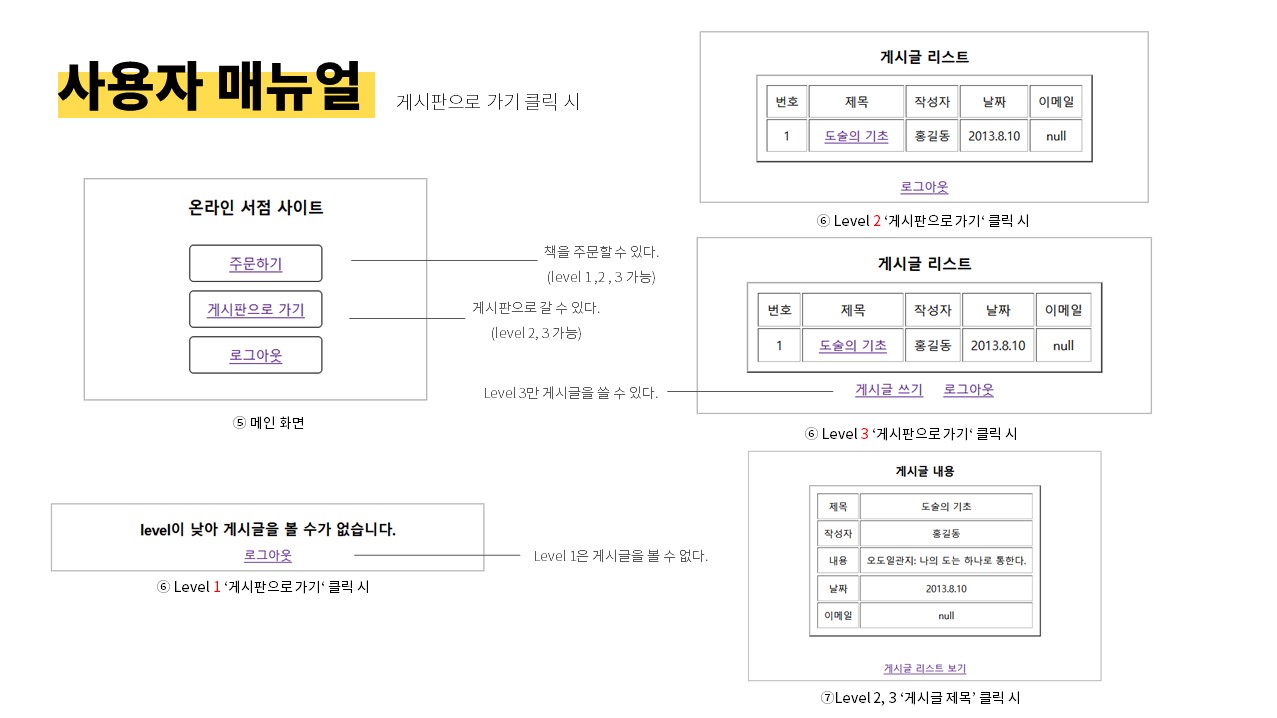 사용자 매뉴얼
게시판으로 가기 클릭 시
온라인 서점 사이트
주문하기
게시판으로 가기
로그아웃
⑤ 메인 화면
책을 주문할 수 있다.
(level 1 ,2 , 3 가능)
게시판으로 갈 수 있다.
(level 2, 3 가능)
Level 3만 게시글을 쓸 수 있다.
level이 낮아 게시글을 볼 수가 없습니다.
로그아웃
⑥ Level 1 ‘게시판으로가기‘ 클릭 시
Level 1은 게시글을 볼 수 없다.
게시글 리스트
번호 제목 작성자 날짜 이메일
1 도술의 기초 홍길동 2013.8.10 null
로그아웃
⑥ Level 2 ‘게시판으로가기‘ 클릭 시
게시글 리스트
번호 제목 작성자 날짜 이메일
1 도술의 기초 홍길동 2013.8.10 null
게시글 쓰기 로그아웃
⑥ Level 3 ‘게시판으로가기‘ 클릭 시
게시글 내용
제목 도술의 기초
작성자 홍길동
내용 오도일관지: 나의 도는 하나로 통한다.
날짜 2013.8.10
이메일 null
게시글 리스트 보기
⑦Level 2, 3 ‘게시글 제목’ 클릭 시